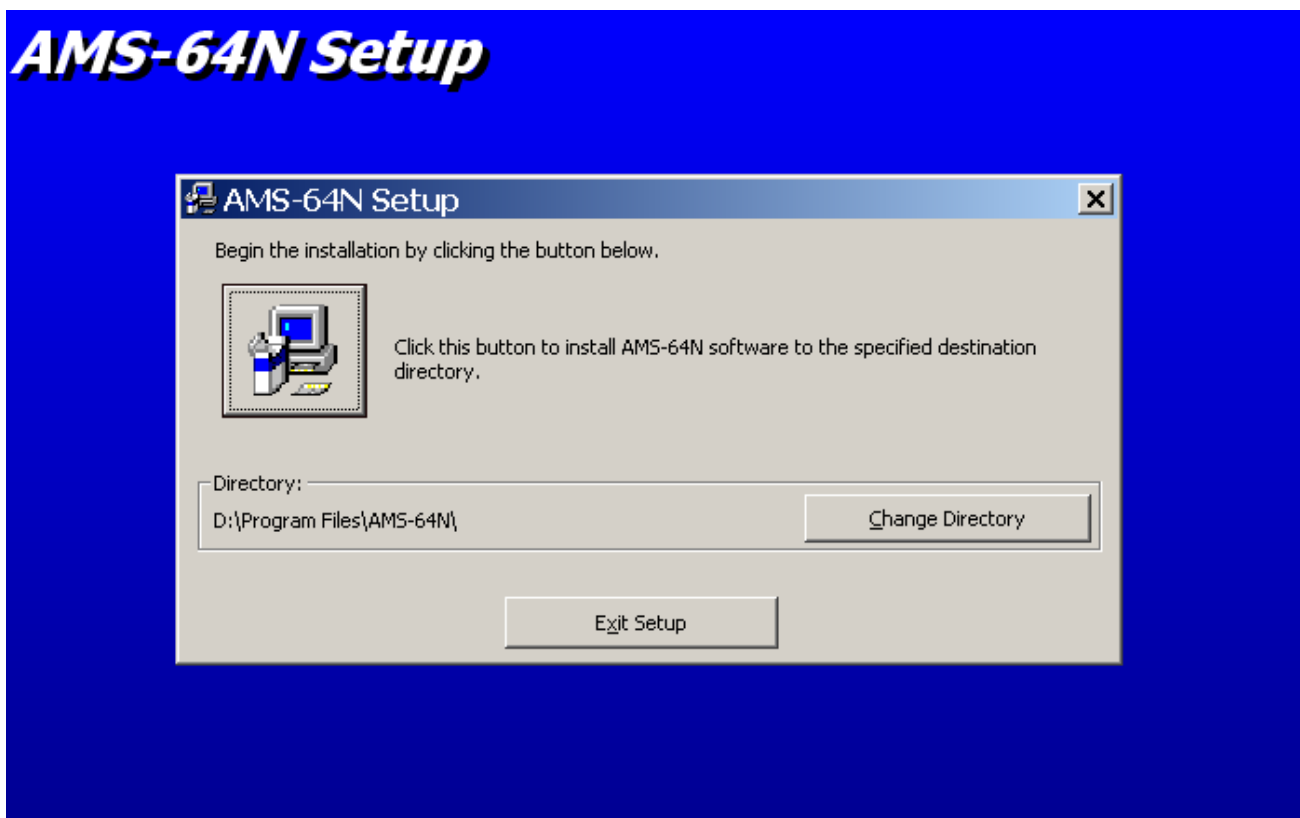 AMS-64N Setup
AMS-64N Setup
Begin the installation by clicking the button below.
Click this button to install AMS-64N software to the specified destination
directory.
Directory:
D:\Program Files\AMS-64N\
Change Directory
Exit Setup